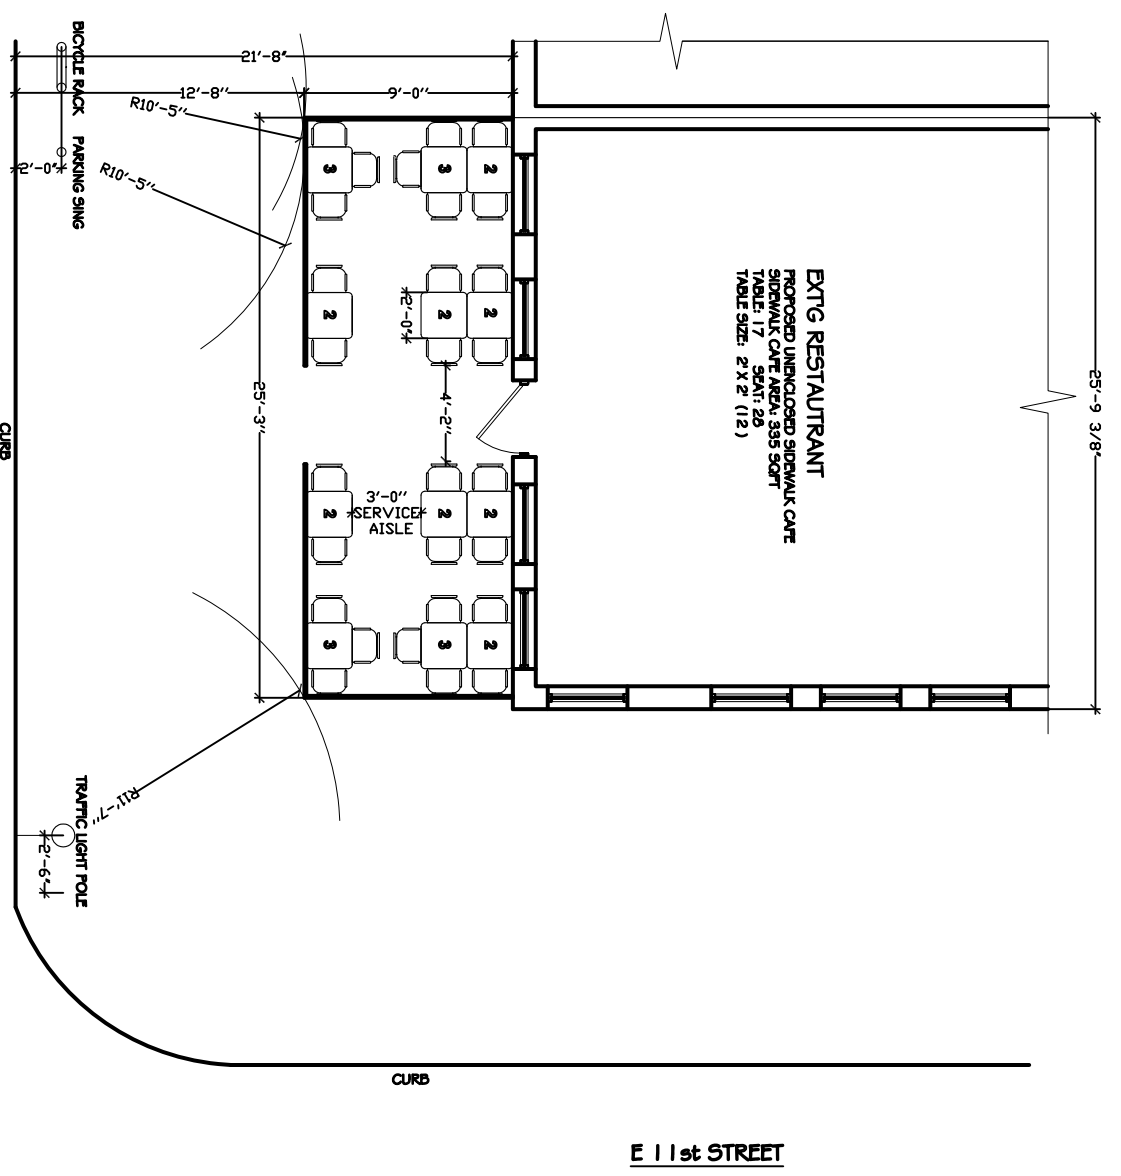 BICYCLE RACK
PARKING SING
21'-8"
12'-8"
9'-0"
R10'-5"
R10'-5"
2'-0"
3
3
2
2
2
2
2'-0"
25'-3"
4'-2"
25'-9 3/8"
EXT'G RESTAUTRANT
PROPOSED UNENCLOSED SIDEWALK CAFE
SIDEWALK CAFE AREA: 335 SQFT
TABLE: 17 SEAT: 28
TABLE SIZE: 2' X 2' (12)
CURB
3'-0"
SERVICE
AISLE
2
2
2
3
3
2
R11'-7"
TRAFFIC LIGHT POLE
2'-6"
CURB
E 11st STREET